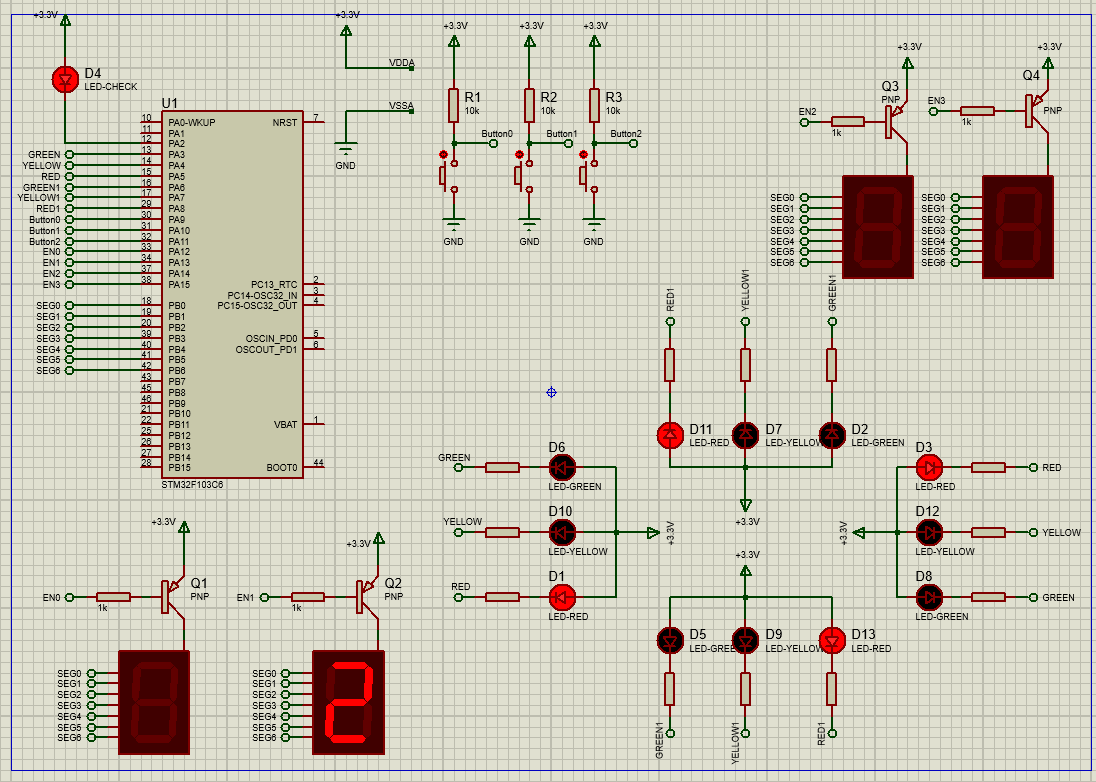 +3.3V
D4
LED-CHECK
U1
10 PA0-WKUP NRST 7
11 PA1
12 PA2
GREEN 13 PA3
YELLOW 14 PA4
RED 15 PA5
GREEN1 16 PA6
YELLOW1 17 PA7
RED1 29 PA8
Button0 30 PA9
Button1 31 PA10
Button2 32 PA11
EN0 33 PA12
EN1 34 PA13
EN2 37 PA14
EN3 38 PA15
PC13_RTC 2
PC14-OSC32_IN 3
PC15-OSC32_OUT 4
SEG0 18 PB0
SEG1 19 PB1
SEG2 20 PB2
SEG3 39 PB3
SEG4 40 PB4
SEG5 41 PB5
SEG6 42 PB6
OSCIN_PD0 5
OSCOUT_PD1 6
43 PB7
45 PB8
46 PB9
21 PB10
22 PB11
25 PB12
26 PB13
27 PB14
28 PB15
VBAT 1
BOOT0 44
STM32F103C6
+3.3V
VDDA
VSSA
GND
+3.3V
R1
10k
Button0
GND
+3.3V
R2
10k
Button1
GND
+3.3V
R3
10k
Button2
GND
+3.3V
Q3
PNP
EN2
1k
SEG0
SEG1
SEG2
SEG3
SEG4
SEG5
SEG6
+3.3V
Q4
PNP
EN3
1k
SEG0
SEG1
SEG2
SEG3
SEG4
SEG5
SEG6
RED1
YELLOW1
GREEN1
D11
LED-RED
D7
LED-YELLOW
D2
LED-GREEN
+3.3V
GREEN
D6
LED-GREEN
YELLOW
D10
LED-YELLOW
RED
D1
LED-RED
+3.3V
D3
LED-RED
RED
+3.3V
D12
LED-YELLOW
YELLOW
D8
LED-GREEN
GREEN
+3.3V
D5
LED-GREE
D9
LED-YELLOW
D13
LED-RED
GREEN1
YELLOW1
RED1
+3.3V
Q1
PNP
EN0
1k
SEG0
SEG1
SEG2
SEG3
SEG4
SEG5
SEG6
+3.3V
Q2
PNP
EN1
1k
SEG0
SEG1
SEG2
SEG3
SEG4
SEG5
SEG6
2